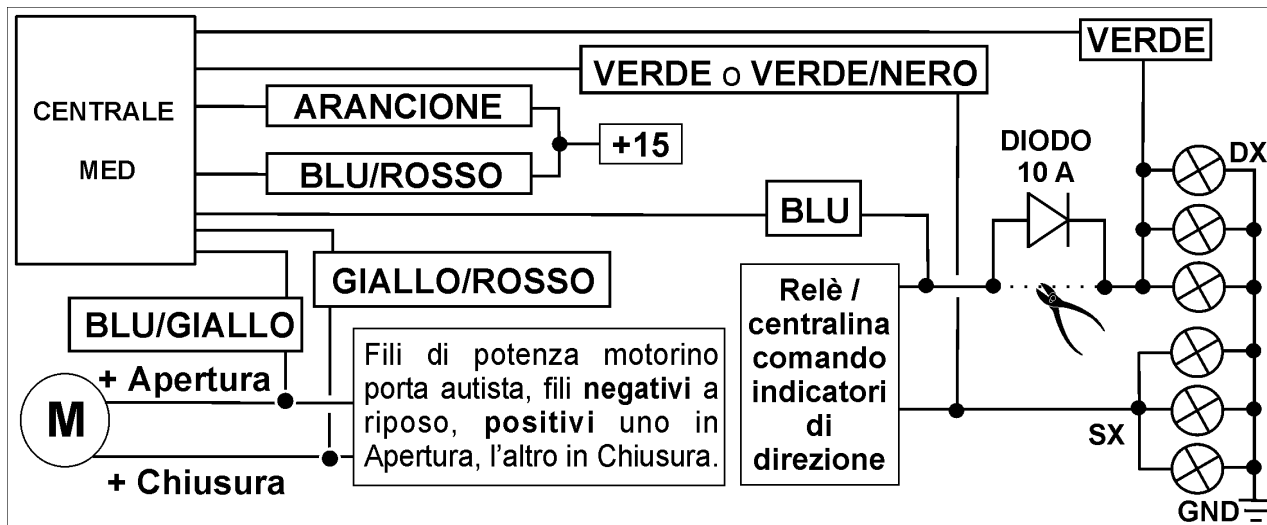 VERDE
VERDE o VERDE/NERO
CENTRALE
MED
ARANCIONE
+15
BLU/ROSSO
DIODO
10 A
DX
BLU
GIALLO/ROSSO
BLU/GIALLO
Relè /
centralina
comando
indicatori
di
direzione
Fili di potenza motorino
porta autista, fili negativi a
riposo, positivi uno in
Apertura, l'altro in Chiusura.
+ Apertura
M
+ Chiusura
SX
GND